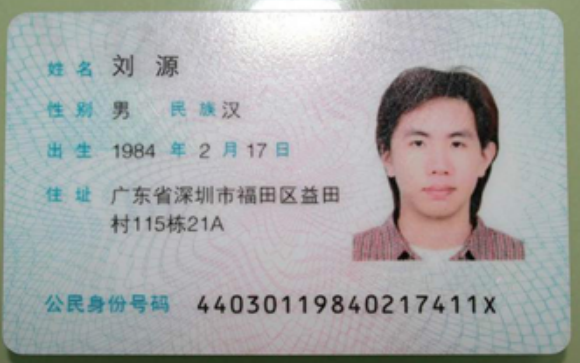 姓名 刘源
性别 男 民族 汉
出生 1984 年 2 月 17 日
住址 广东省深圳市福田区益田
村115栋21A
公民身份号码 44030119840217411X